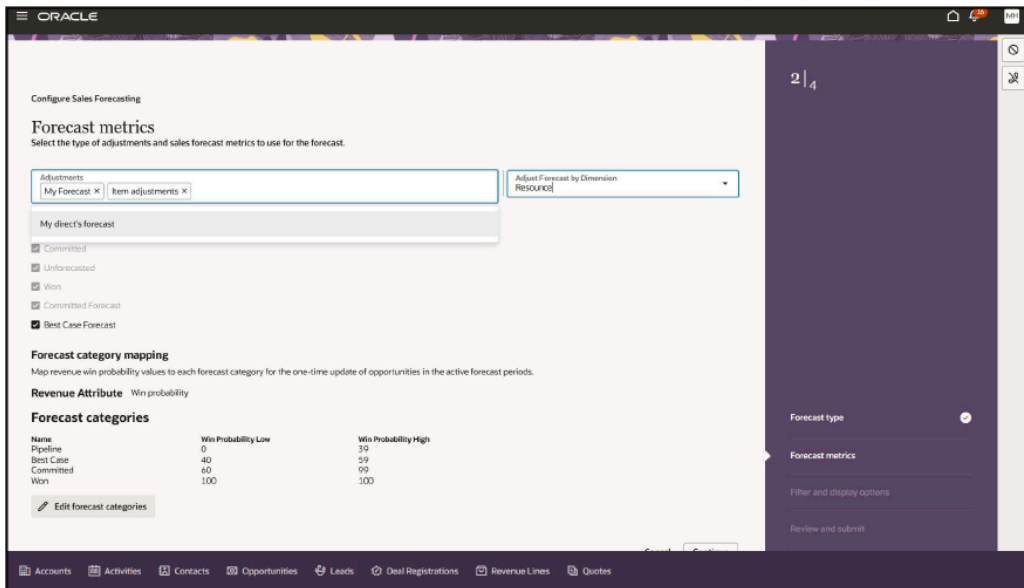 ORACLE
16
MH
2|4
Configure Sales Forecasting
Forecast metrics
Select the type of adjustments and sales forecast metrics to use for the forecast.
Adjustments
My Forecast × Item adjustments ×
Adjust Forecast by Dimension
Resource
My direct's forecast
Committed
Unforecasted
Won
Committed Forecast
Best Case Forecast
Forecast category mapping
Map revenue win probability values to each forecast category for the one-time update of opportunities in the active forecast periods.
Revenue Attribute Win probability
Forecast categories
Name Win Probability Low Win Probability High
Pipeline 0 39
Best Case 40 59
Committed 60 99
Won 100 100
Edit forecast categories
Cancel Continue
Forecast type
Forecast metrics
Filter and display options
Review and submit
Accounts Activities Contacts Opportunities Leads Deal Registrations Revenue Lines Quotes